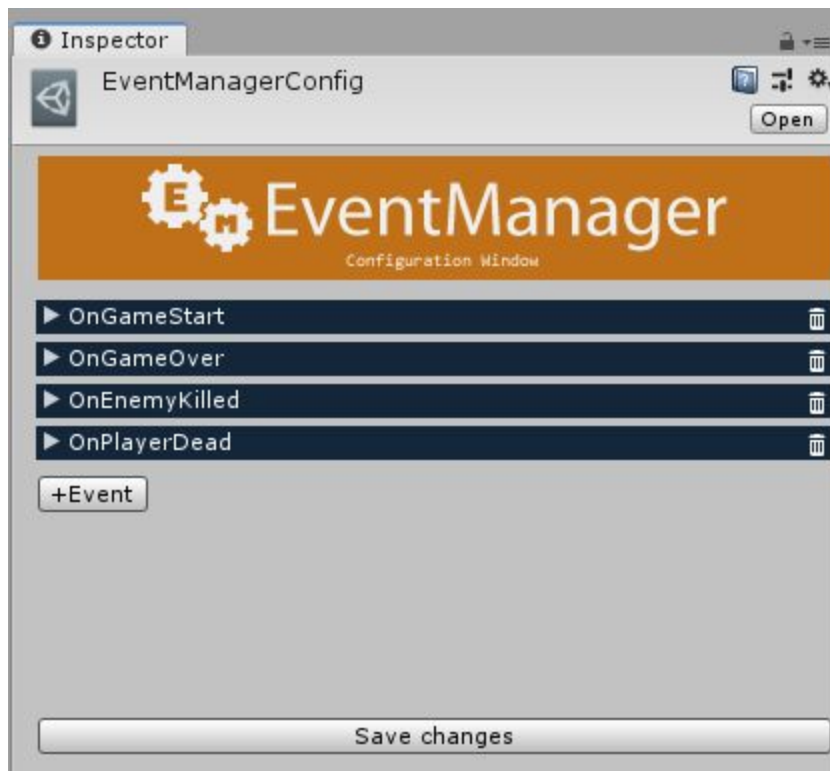 Inspector
EventManagerConfig
Open
E M EventManager
Configuration Window
OnGameStart
OnGameOver
OnEnemyKilled
OnPlayerDead
+Event
Save changes